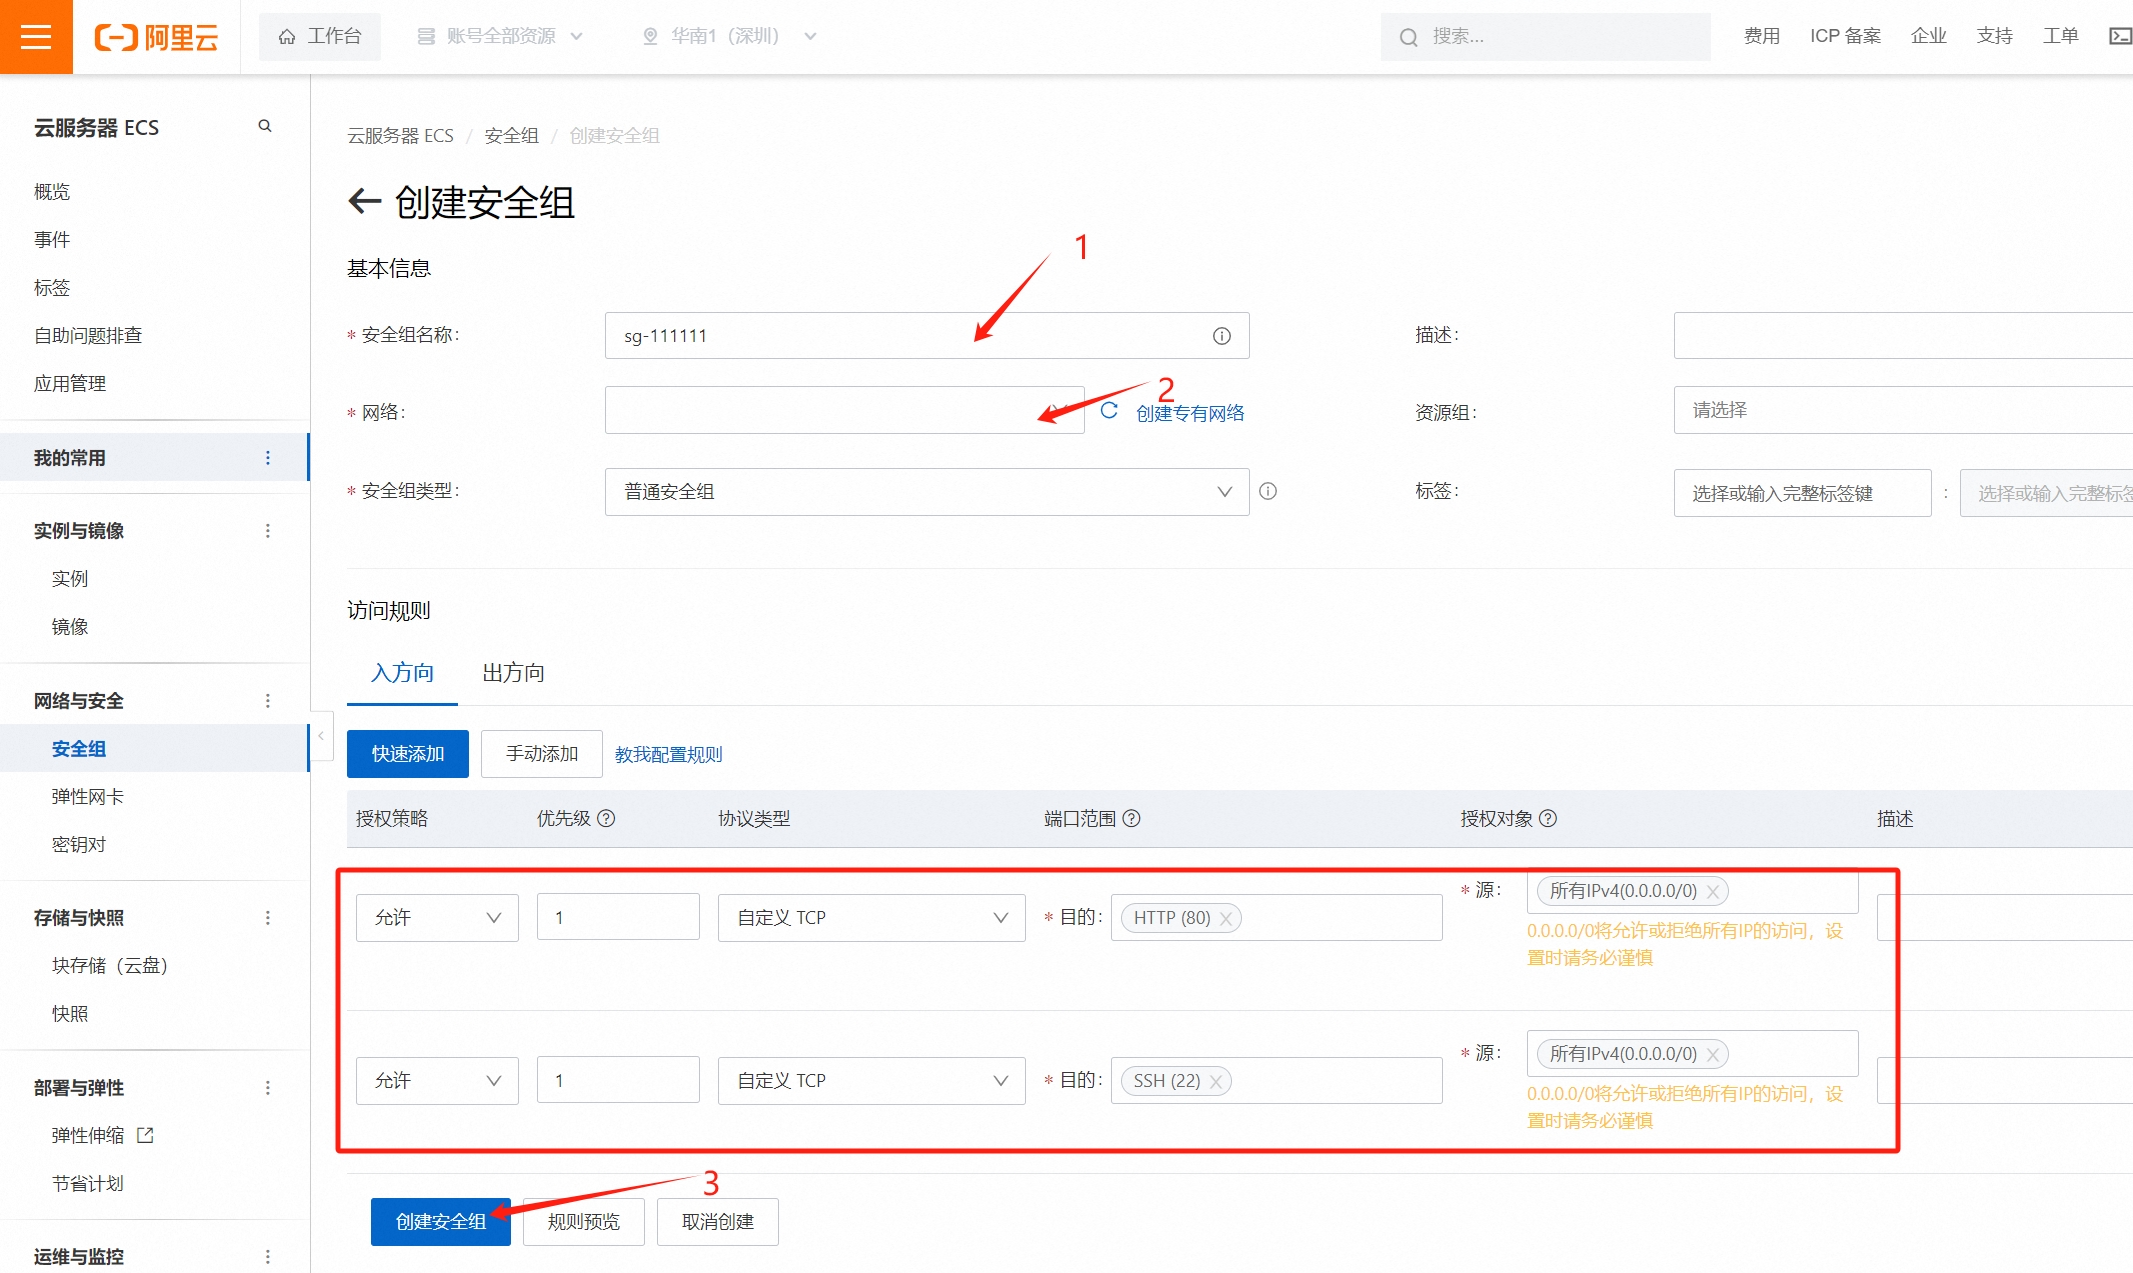 阿里云
工作台
账号全部资源
华南1（深圳）
搜索...
费用
ICP 备案
企业
支持
工单
云服务器 ECS
概览
事件
标签
自助问题排查
应用管理
我的常用
实例与镜像
实例
镜像
网络与安全
安全组
弹性网卡
密钥对
存储与快照
块存储（云盘）
快照
部署与弹性
弹性伸缩
节省计划
运维与监控
云服务器 ECS / 安全组 / 创建安全组
创建安全组
基本信息
1
* 安全组名称：
sg-111111
描述：
* 网络：
2
创建专有网络
资源组：
请选择
* 安全组类型：
普通安全组
标签：
选择或输入完整标签键
:
选择或输入完整标签
访问规则
入方向
出方向
快速添加
手动添加
教我配置规则
授权策略
优先级
协议类型
端口范围
授权对象
描述
允许
1
自定义 TCP
* 目的：
HTTP (80)
* 源：
所有IPv4(0.0.0.0/0)
0.0.0.0/0将允许或拒绝所有IP的访问，设
置时请务必谨慎
允许
1
自定义 TCP
* 目的：
SSH (22)
* 源：
所有IPv4(0.0.0.0/0)
0.0.0.0/0将允许或拒绝所有IP的访问，设
置时请务必谨慎
3
创建安全组
规则预览
取消创建